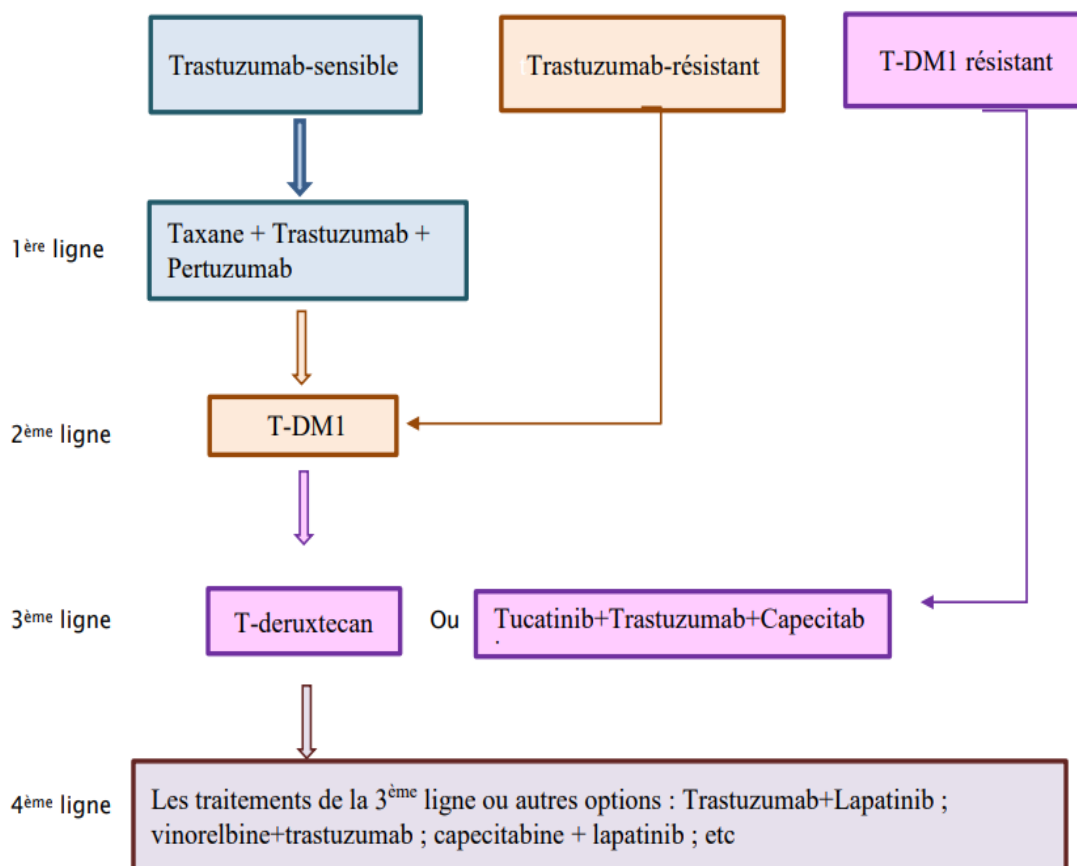 Trastuzumab-sensible
Trastuzumab-résistant
T-DM1 résistant
1ère ligne
Taxane + Trastuzumab +
Pertuzumab
2ème ligne
T-DM1
3ème ligne
T-deruxtecan
Ou
Tucatinib+Trastuzumab+Capecitab
4ème ligne
Les traitements de la 3ème ligne ou autres options : Trastuzumab+Lapatinib ;
vinorelbine+trastuzumab ; capecitabine + lapatinib ; etc